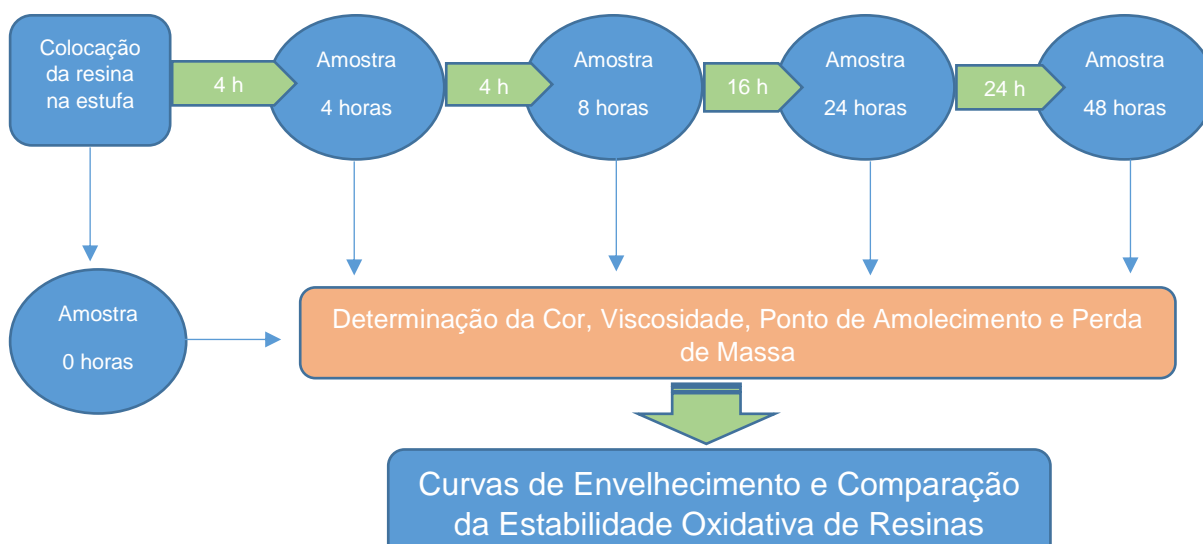 Colocação
da resina
na estufa
4 h
Amostra
4 horas
4 h
Amostra
8 horas
16 h
Amostra
24 horas
24 h
Amostra
48 horas
Amostra
0 horas
Determinação da Cor, Viscosidade, Ponto de Amolecimento e Perda
de Massa
Curvas de Envelhecimento e Comparação
da Estabilidade Oxidativa de Resinas